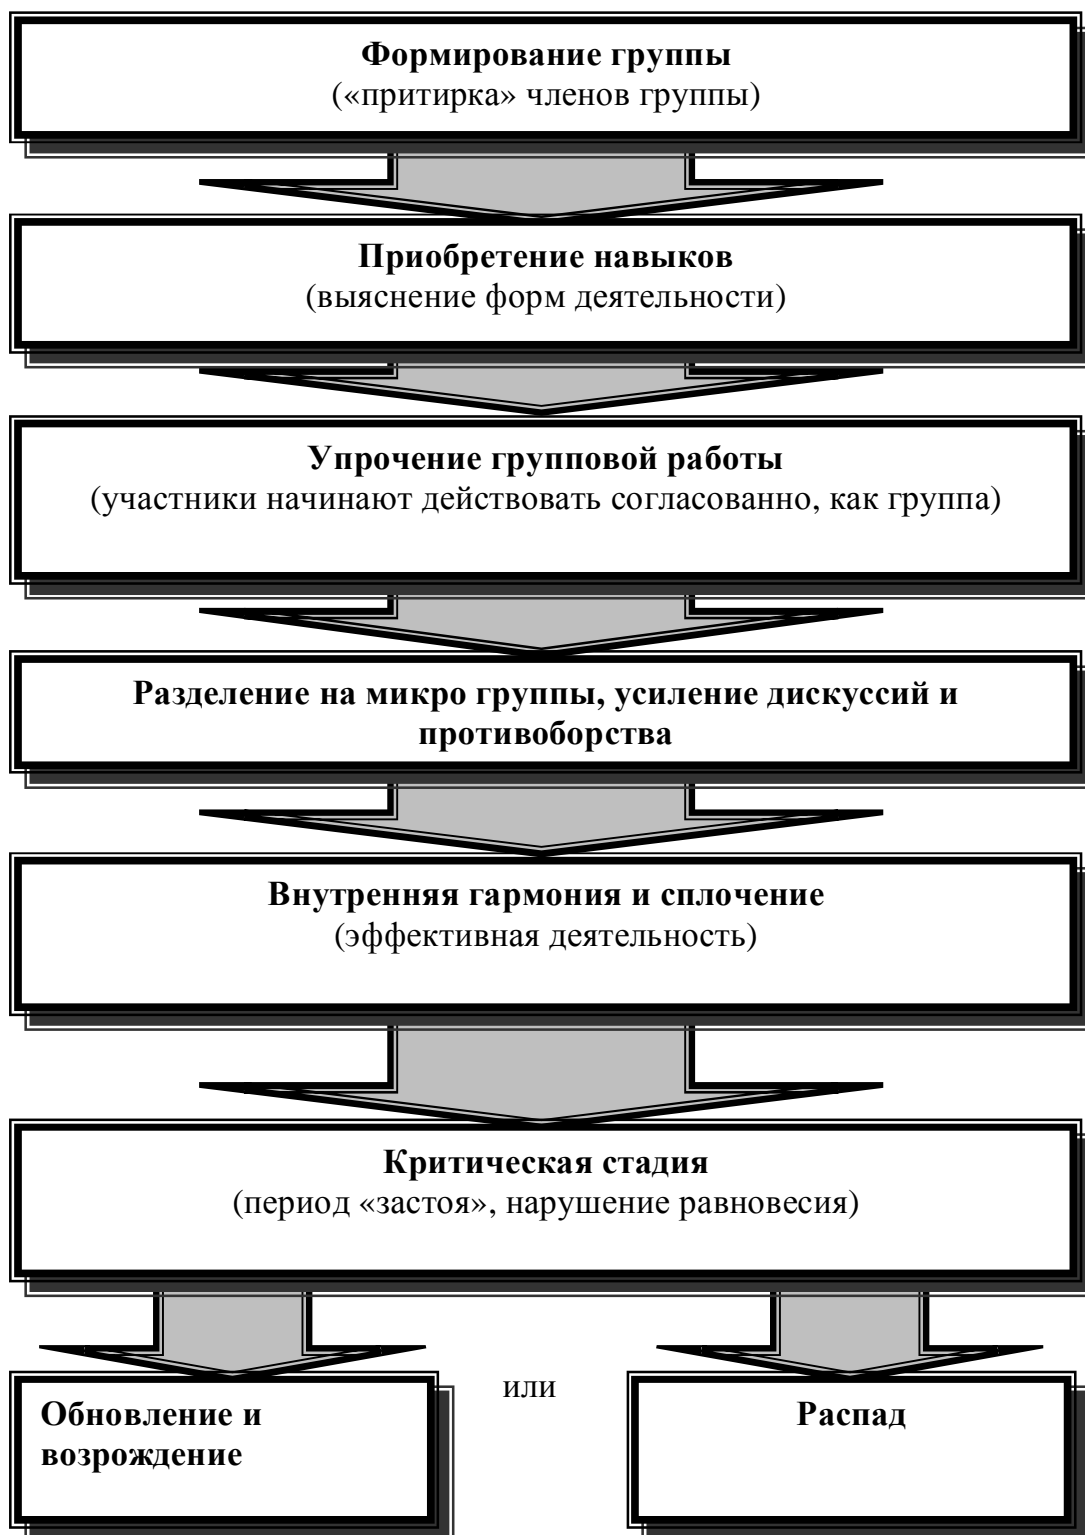 Формирование группы
(«притирка» членов группы)
Приобретение навыков
(выяснение форм деятельности)
Упрочение групповой работы
(участники начинают действовать согласованно, как группа)
Разделение на микро группы, усиление дискуссий и
противоборства
Внутренняя гармония и сплочение
(эффективная деятельность)
Критическая стадия
(период «застоя», нарушение равновесия)
или
Обновление и
возрождение
Распад